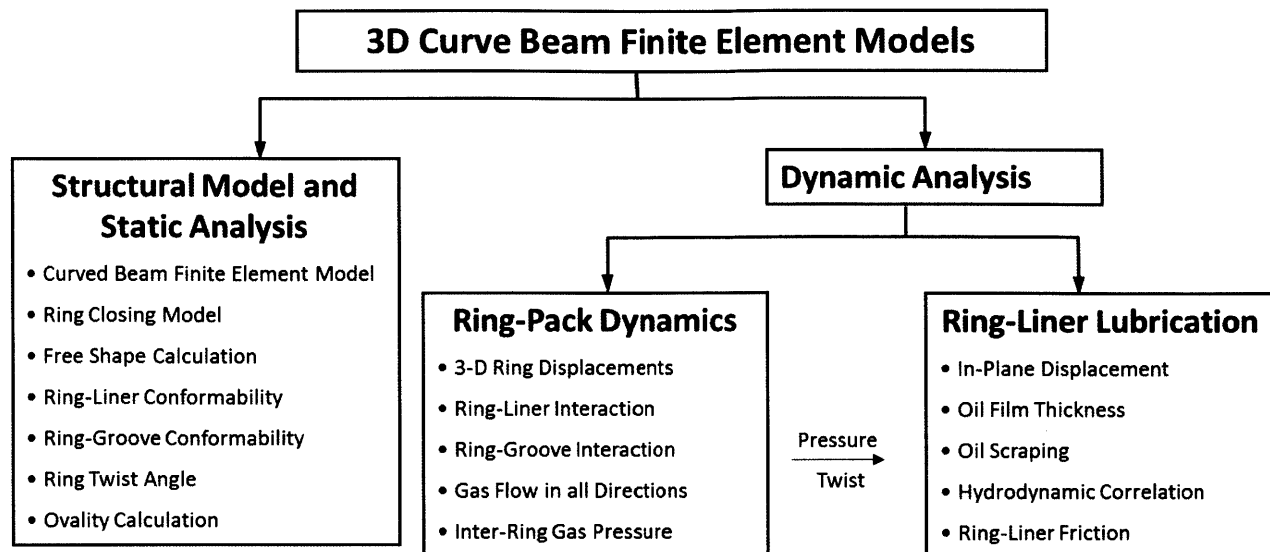 3D Curve Beam Finite Element Models
Structural Model and
Static Analysis
• Curved Beam Finite Element Model
• Ring Closing Model
• Free Shape Calculation
• Ring-Liner Conformability
• Ring-Groove Conformability
• Ring Twist Angle
• Ovality Calculation
Dynamic Analysis
Ring-Pack Dynamics
• 3-D Ring Displacements
• Ring-Liner Interaction
• Ring-Groove Interaction
• Gas Flow in all Directions
• Inter-Ring Gas Pressure
Pressure
Twist
Ring-Liner Lubrication
• In-Plane Displacement
• Oil Film Thickness
• Oil Scraping
• Hydrodynamic Correlation
• Ring-Liner Friction